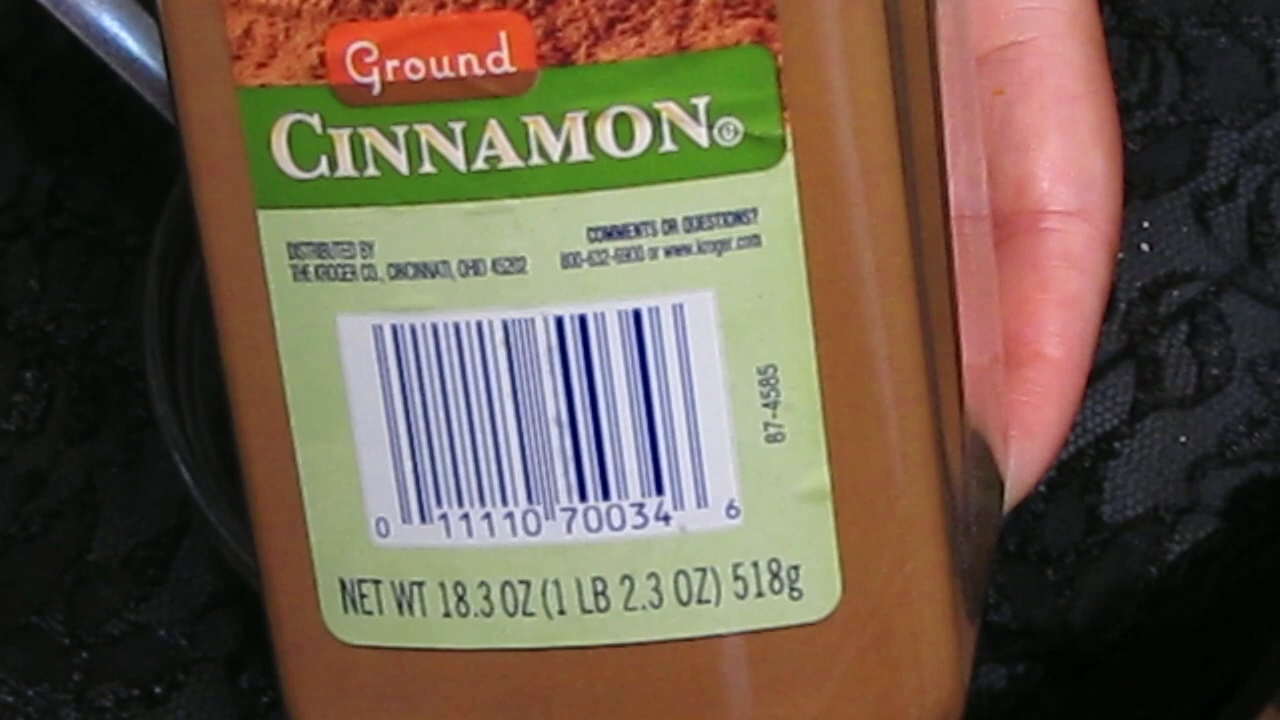 Ground
CINNAMON Ⓤ
DISTRIBUTED BY
THE KROGER CO., CINCINNATI, OHIO 45202
COMMENTS OR QUESTIONS?
800-632-6900 or www.kroger.com
87-4585
0 11110 70034 6
NET WT 18.3 OZ (1 LB 2.3 OZ) 518g